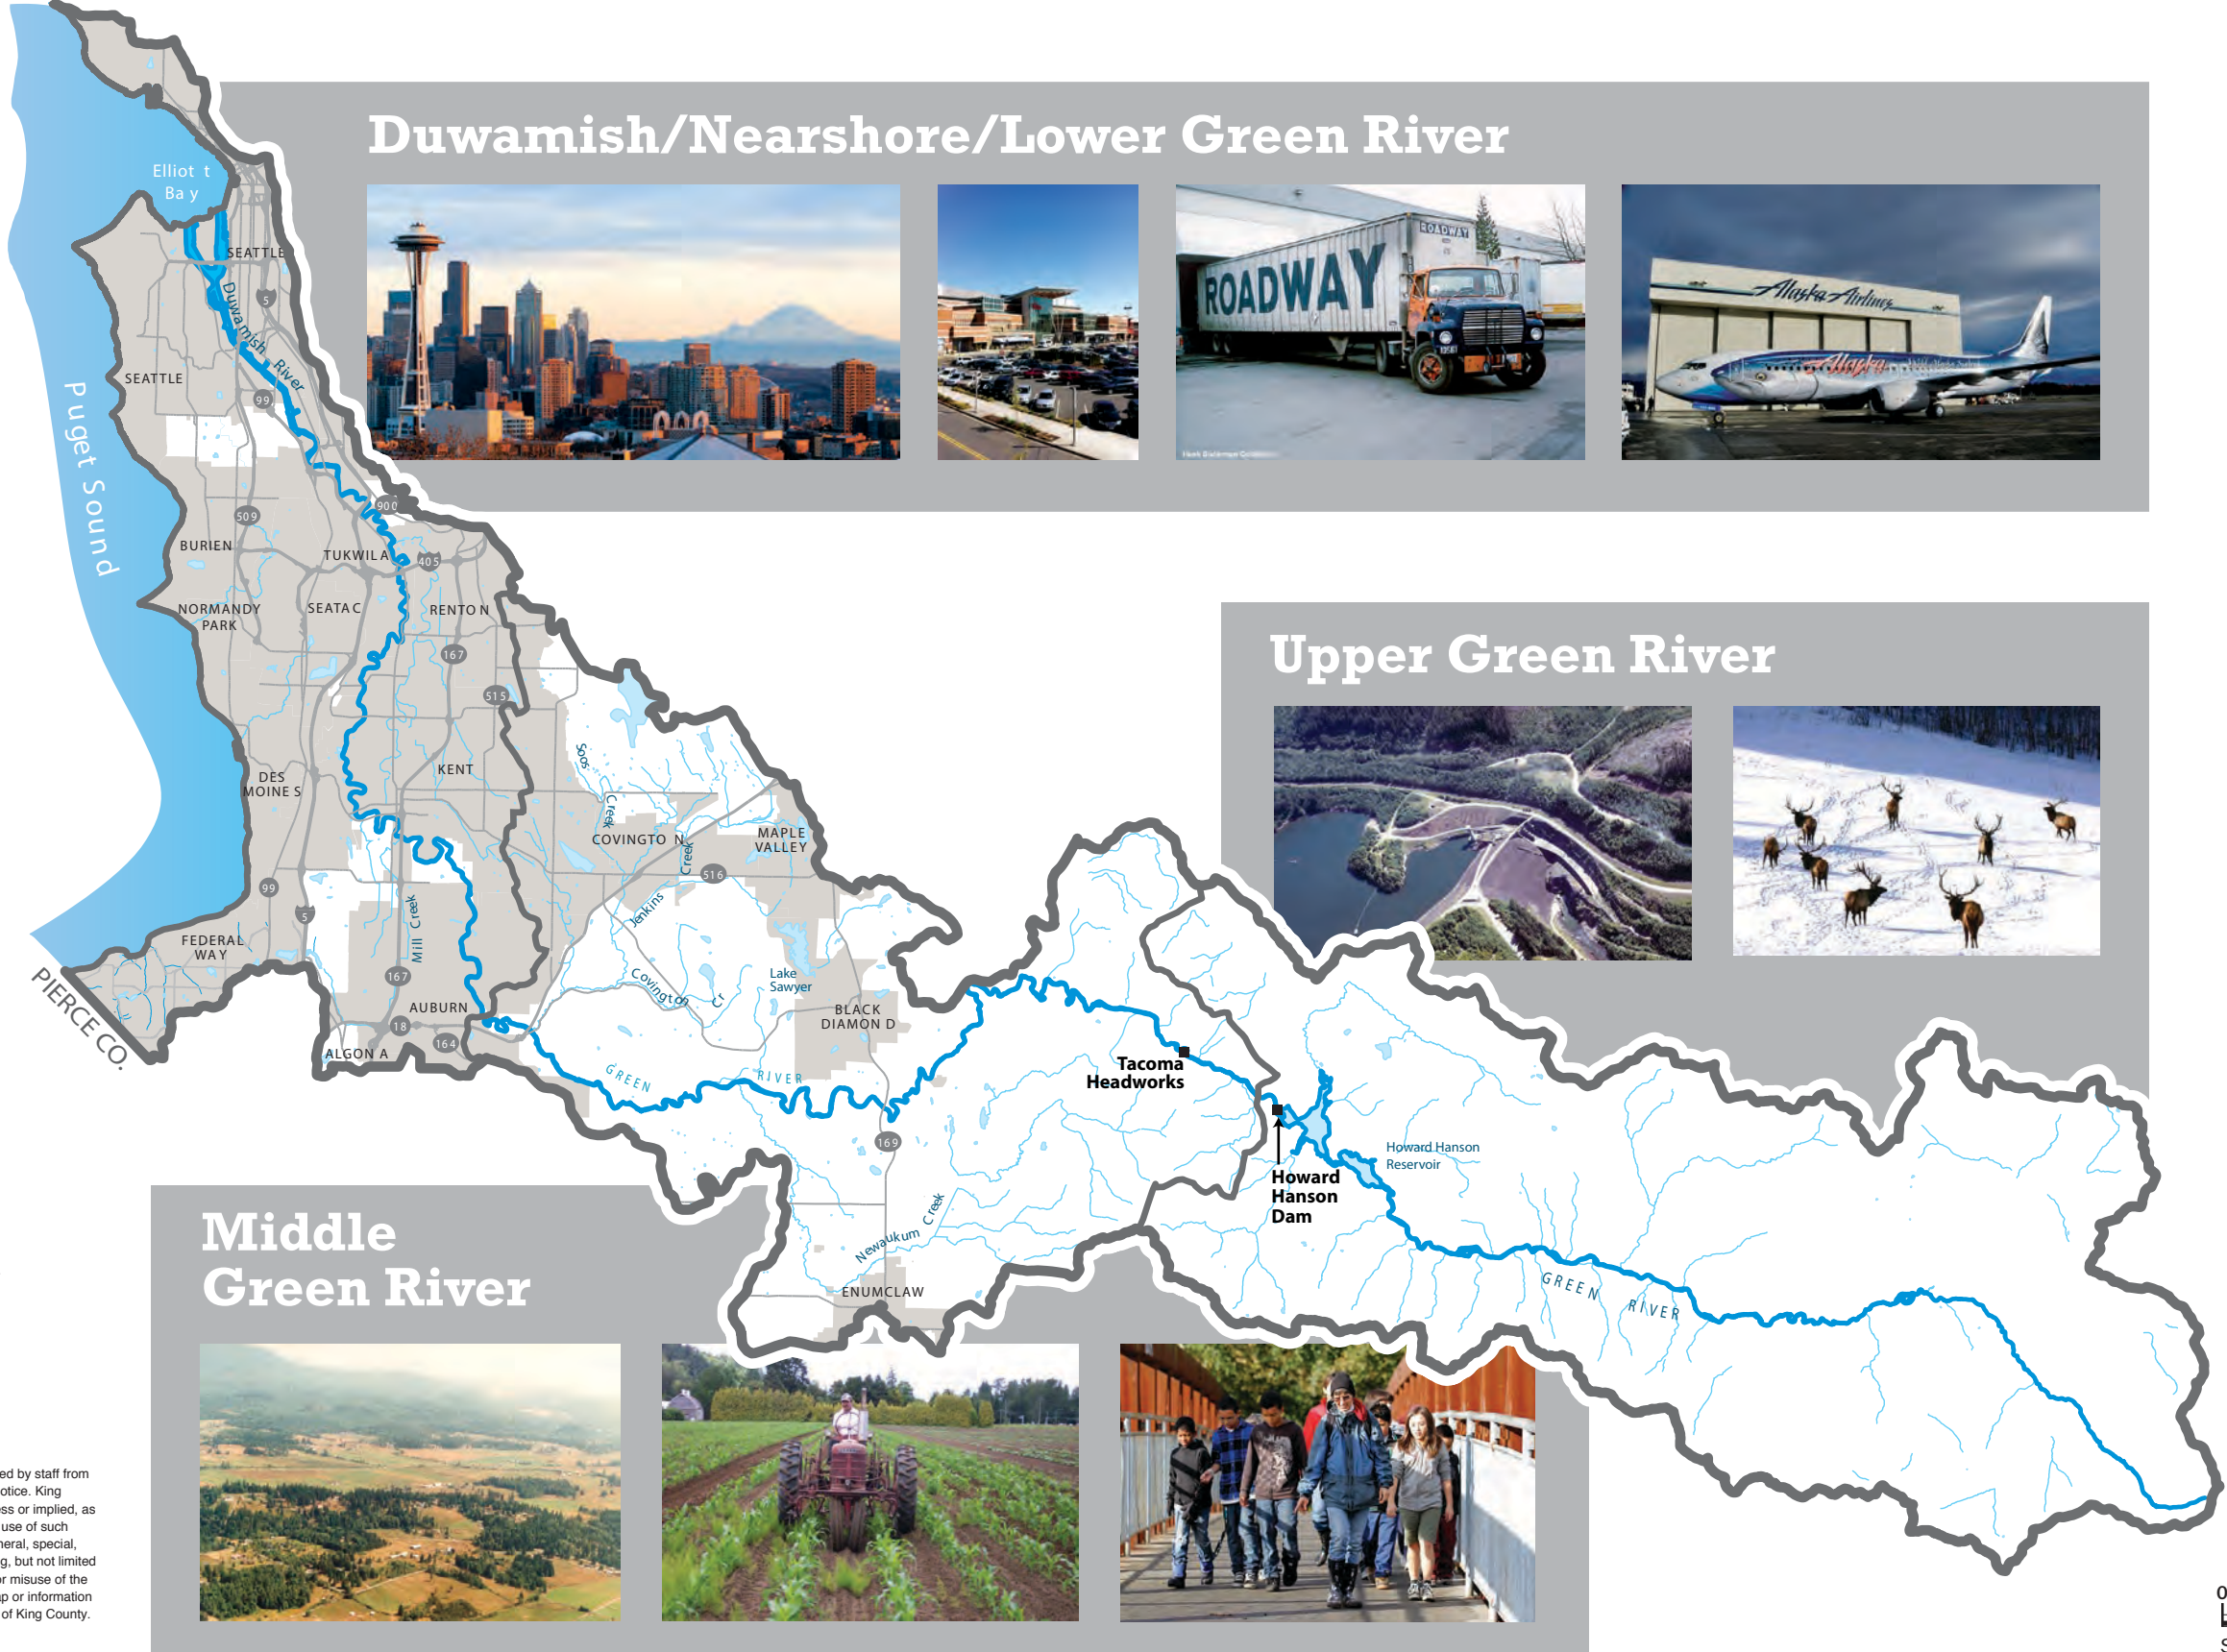 Duwamish/Nearshore/Lower Green River
ROADWAY
ROADWAY
Alaska Airlines
Alaska
Elliot t
Ba y
SEATTLE
5
Duwamish River
SEATTLE
99
Puget Sound
900
509
BURIEN
TUKWILA
405
NORMANDY
PARK
SEATAC
RENTO N
167
515
Upper Green River
Soos
Creek
KENT
DES
MOINE S
COVINGTO N
MAPLE
VALLEY
Creek
516
Jenkins
99
5
Mill Creek
FEDERAL
WAY
167
Covington Cr
Lake
Sawyer
AUBURN
BLACK
DIAMON D
18
164
ALGON A
PIERCE CO.
GREEN RIVER
Tacoma
Headworks
169
Howard Hanson
Reservoir
Howard
Hanson
Dam
Newaukum Creek
Middle
Green River
ENUMCLAW
GREEN RIVER
ed by staff from
otice. King
ess or implied, as
use of such
neral, special,
g, but not limited
or misuse of the
ap or information
of King County.
0